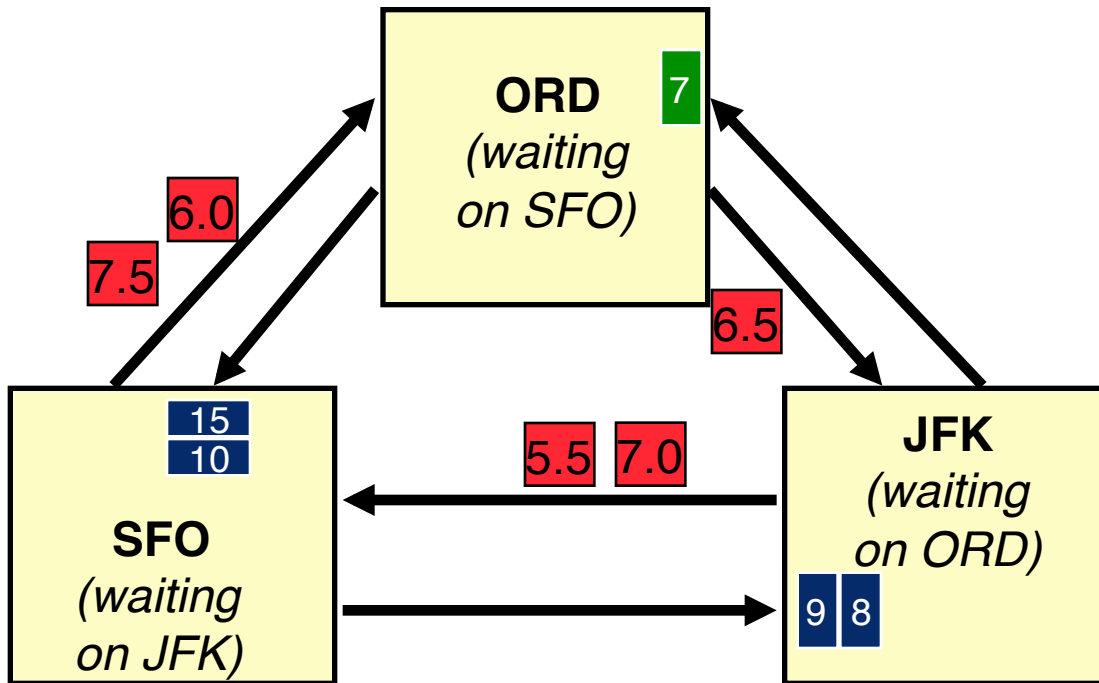 ORD
(waiting
on SFO)
7
6.0
7.5
6.5
15
10
SFO
(waiting
on JFK)
5.5 7.0
JFK
(waiting
on ORD)
9 8